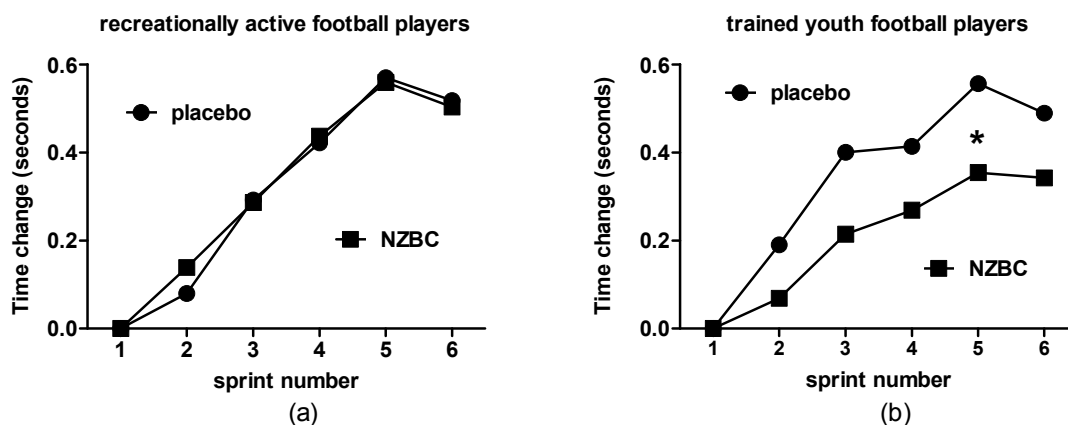 recreationally active football players
0.6
0.4
0.2
0.0
Time change (seconds)
placebo
NZBC
1 2 3 4 5 6
sprint number
(a)
trained youth football players
0.6
0.4
0.2
0.0
Time change (seconds)
placebo
*
NZBC
1 2 3 4 5 6
sprint number
(b)